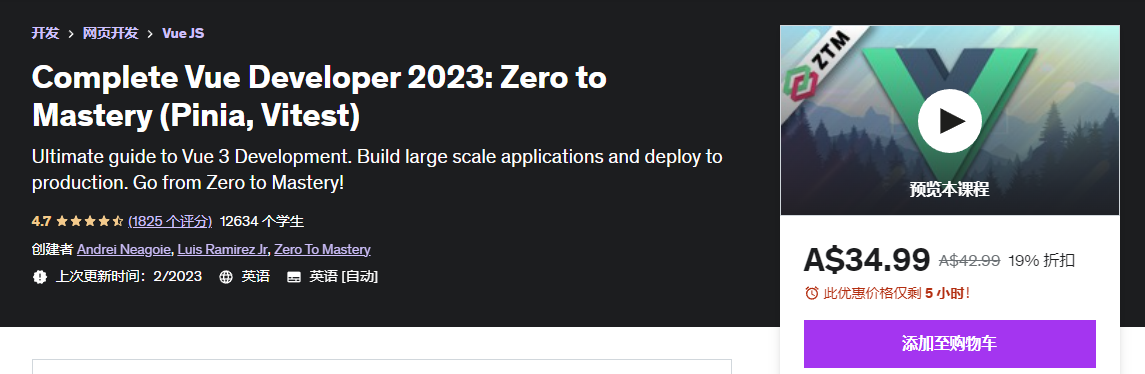 开发 › 网页开发 › Vue JS
Complete Vue Developer 2023: Zero to
Mastery (Pinia, Vitest)
Ultimate guide to Vue 3 Development. Build large scale applications and deploy to
production. Go from Zero to Mastery!
4.7 (1825 个评分) 12634 个学生
创建者 Andrei Neagoie, Luis Ramirez Jr, Zero To Mastery
上次更新时间：2/2023 英语 英语 [自动]
ZTM
预览本课程
A$34.99 A$42.99 19% 折扣
此优惠价格仅剩 5 小时！
添加至购物车